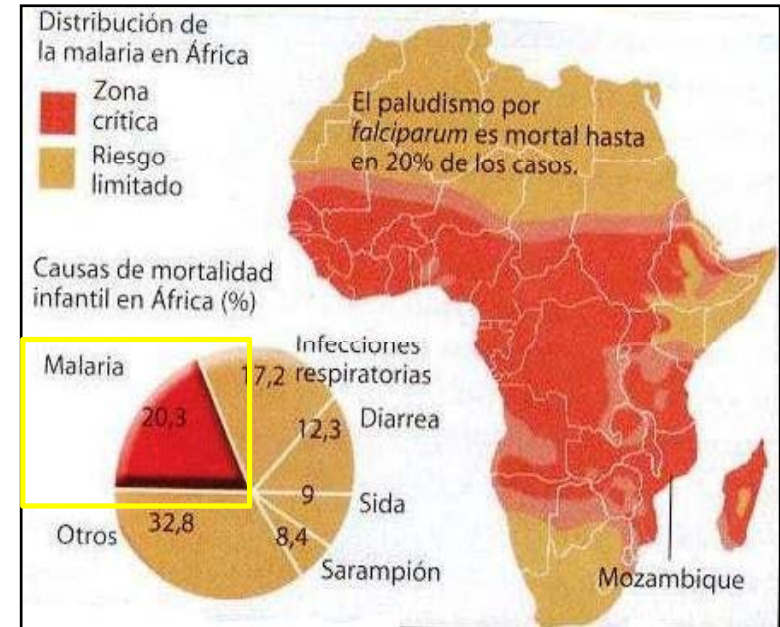 Distribución de
la malaria en África
Zona
crítica
Riesgo
limitado
El paludismo por
falciparum es mortal hasta
en 20% de los casos.
Causas de mortalidad
infantil en África (%)
Malaria
20,3
Infecciones
respiratorias
17,2
Diarrea
12,3
Sida
9
Sarampión
8,4
Otros
32,8
Mozambique